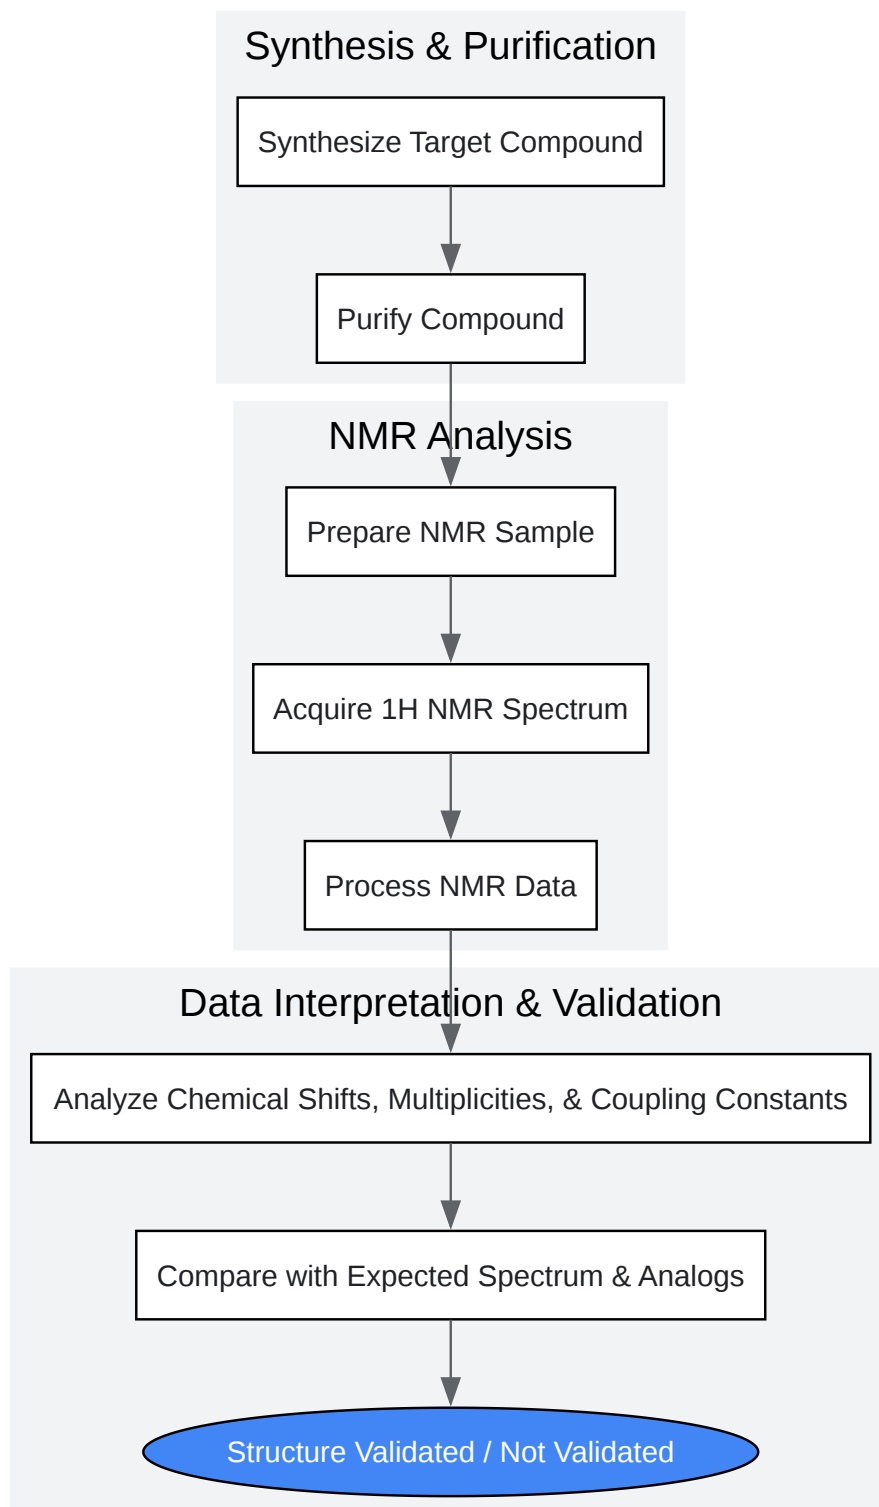 Synthesis & Purification
Synthesize Target Compound
Purify Compound
NMR Analysis
Prepare NMR Sample
Acquire 1H NMR Spectrum
Process NMR Data
Data Interpretation & Validation
Analyze Chemical Shifts, Multiplicities, & Coupling Constants
Compare with Expected Spectrum & Analogs
Structure Validated / Not Validated